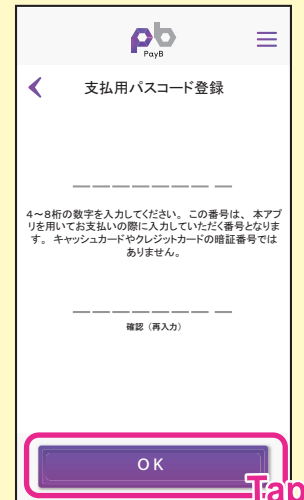 pb
PayB
支払用パスコード登録
4〜8桁の数字を入力してください。この番号は、本アプ
リを用いてお支払いの際に入力していただく番号となりま
す。キャッシュカードやクレジットカードの暗証番号では
ありません。
確認（再入力）
OK
Tap